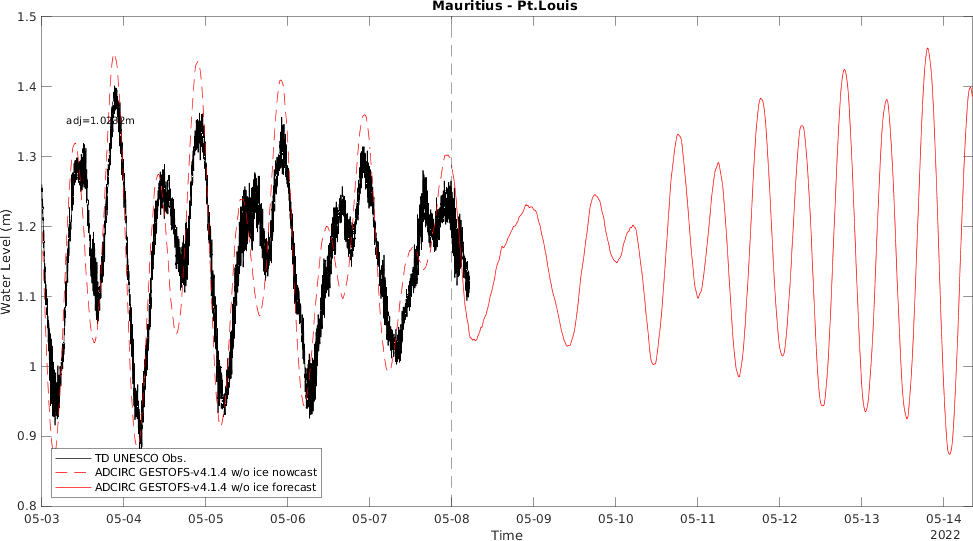 Mauritius - Pt.Louis
1.5
1.4
1.3
1.2
1.1
1
0.9
0.8
Water Level (m)
adj=1.0232m
TD UNESCO Obs.
ADCIRC GESTOFS-v4.1.4 w/o ice nowcast
ADCIRC GESTOFS-v4.1.4 w/o ice forecast
05-03 05-04 05-05 05-06 05-07 05-08 05-09 05-10 05-11 05-12 05-13 05-14
Time
2022